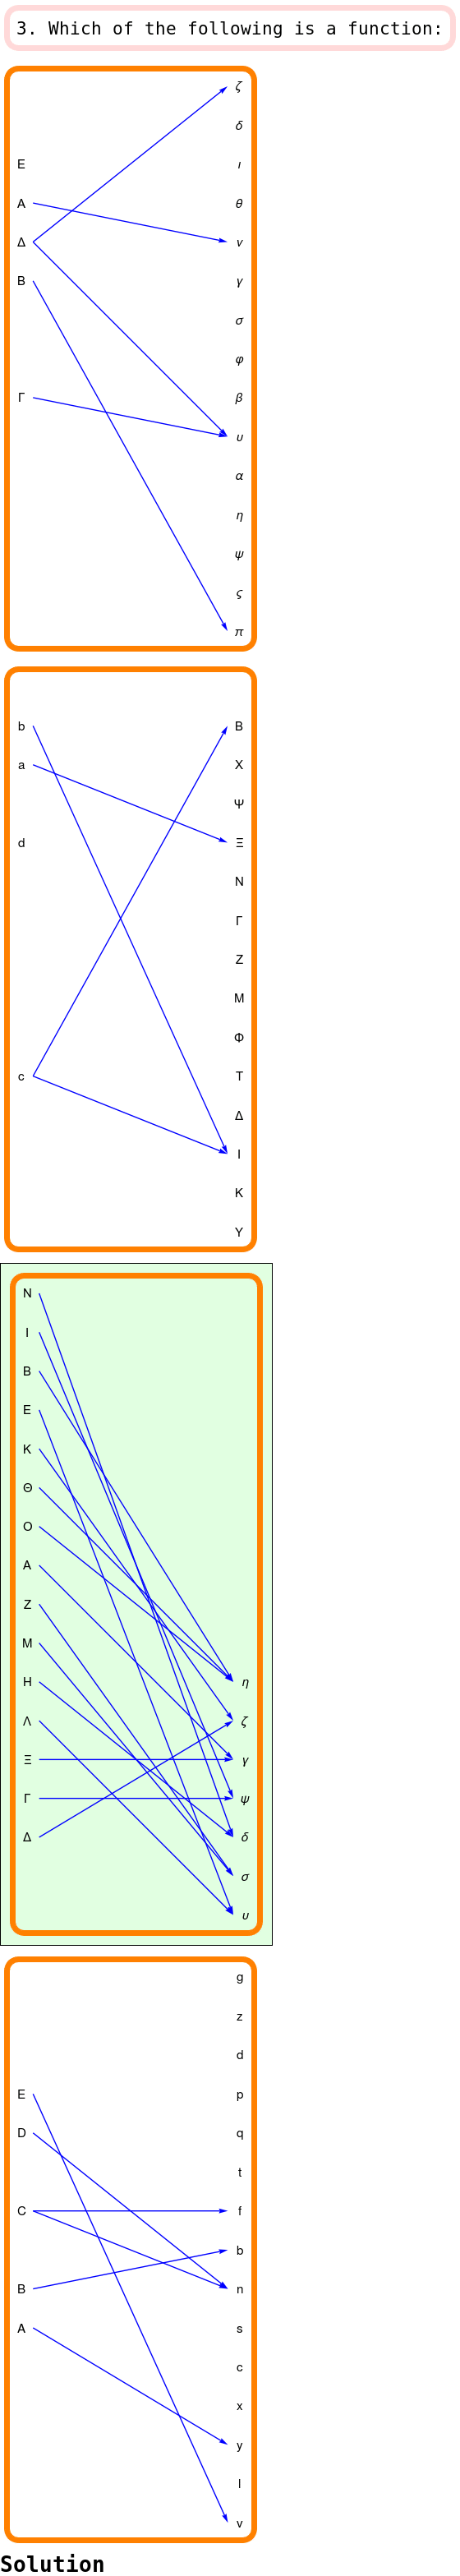 3. Which of the following is a function:
ζ
δ
Ε ι
Α θ
Δ ν
Β γ
σ
φ
Γ β
υ
α
η
ψ
ς
π
b Β
a Χ
Ψ
d Ξ
Ν
Γ
Ζ
Μ
Φ
c Τ
Δ
Ι
Κ
Υ
Ν
Ι
Β
Ε
Κ
Θ
Ο
Α
Ζ
Μ
Η η
Λ ζ
Ξ γ
Γ ψ
Δ δ
σ
υ
g
z
d
E p
D q
t
C f
b
B n
A s
c
x
y
l
v
Solution